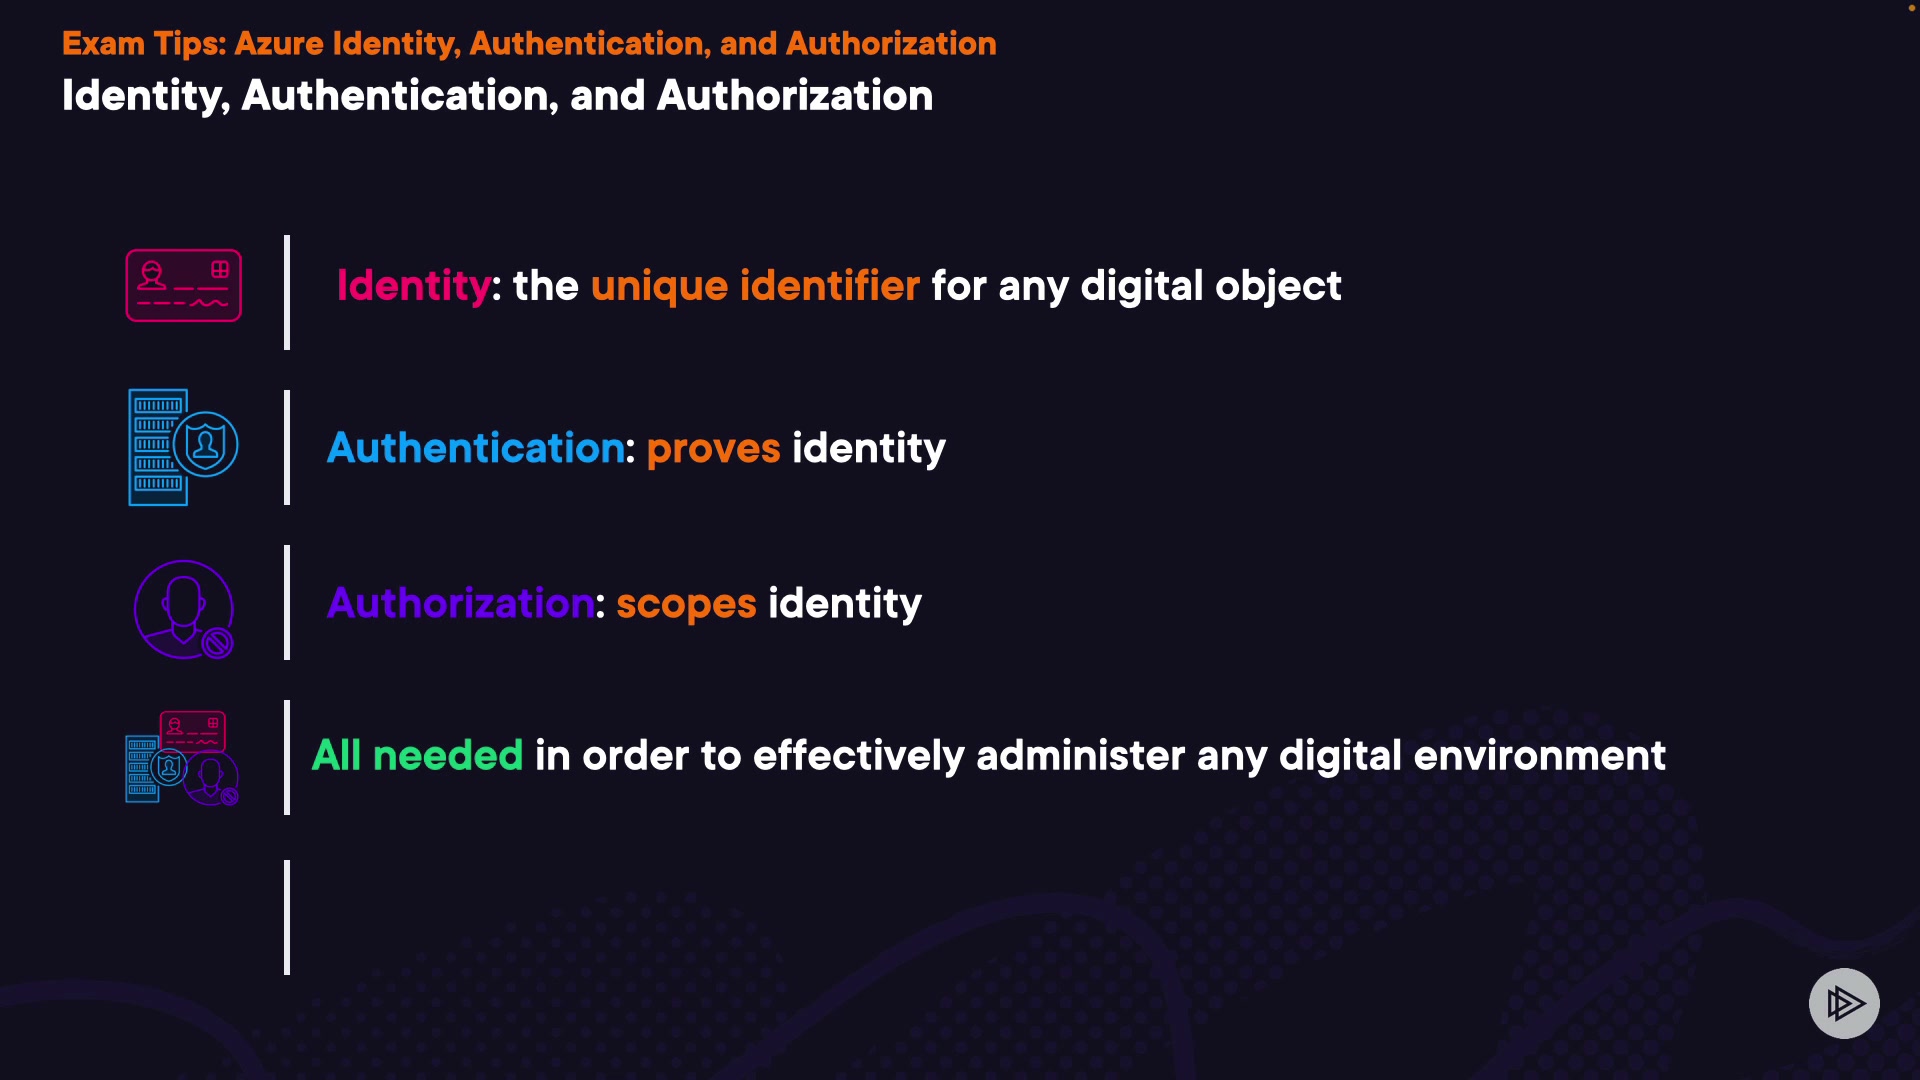 Exam Tips: Azure Identity, Authentication, and Authorization
Identity, Authentication, and Authorization
Identity: the unique identifier for any digital object
Authentication: proves identity
Authorization: scopes identity
All needed in order to effectively administer any digital environment